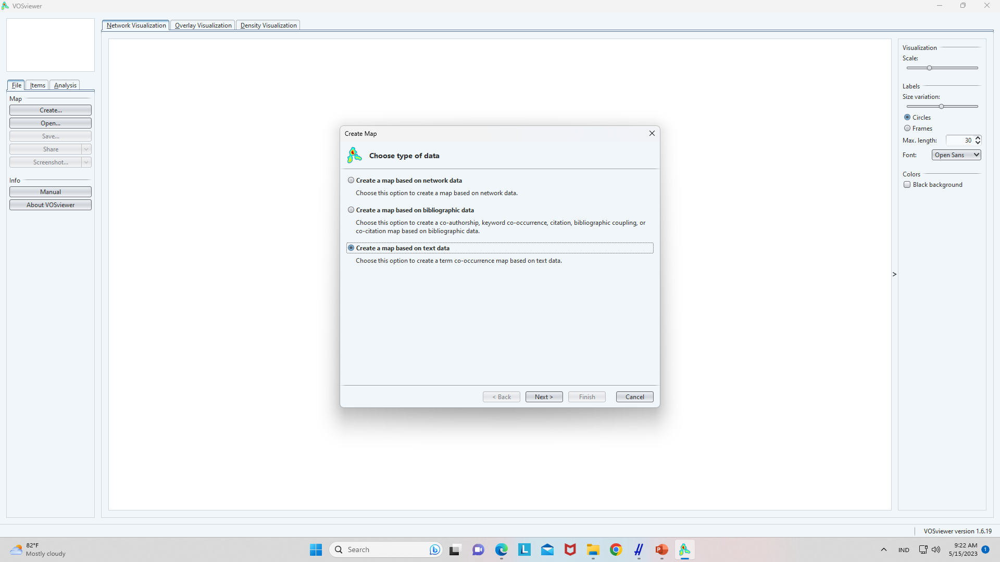 VOSviewer
Network Visualization
Overlay Visualization
Density Visualization
File
Items
Analysis
Map
Create...
Open...
Save...
Share
Screenshot...
Info
Manual
About VOSviewer
Create Map
Choose type of data
Create a map based on network data
Choose this option to create a map based on network data.
Create a map based on bibliographic data
Choose this option to create a co-authorship, keyword co-occurrence, citation, bibliographic coupling, or
co-citation map based on bibliographic data.
Create a map based on text data
Choose this option to create a term co-occurrence map based on text data.
< Back
Next >
Finish
Cancel
>
Visualization
Scale:
Labels
Size variation:
Circles
Frames
Max. length: 30
Font: Open Sans
Colors
Black background
VOSviewer version 1.6.19
82°F
Mostly cloudy
Search
IND
9:22 AM
5/15/2023
1